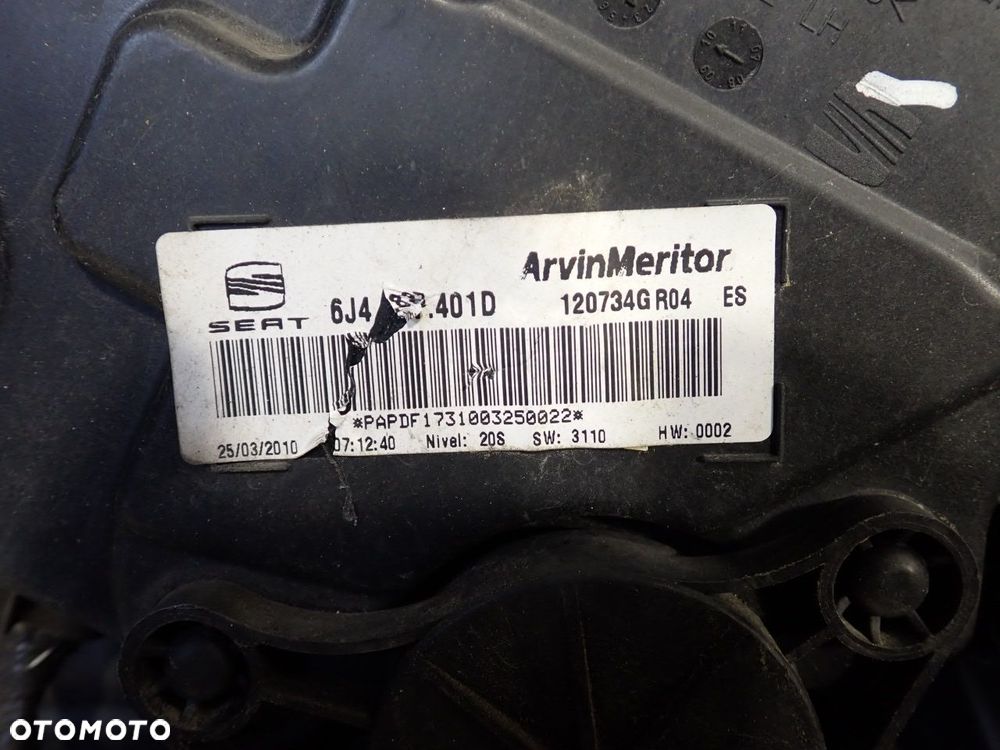 LH
ArvinMeritor
SEAT
6J4 .401D 120734G R04 ES
*PAPDF1731003250022*
25/03/2010 07:12:40 Nivel: 20S SW: 3110 HW: 0002
OTOMOTO